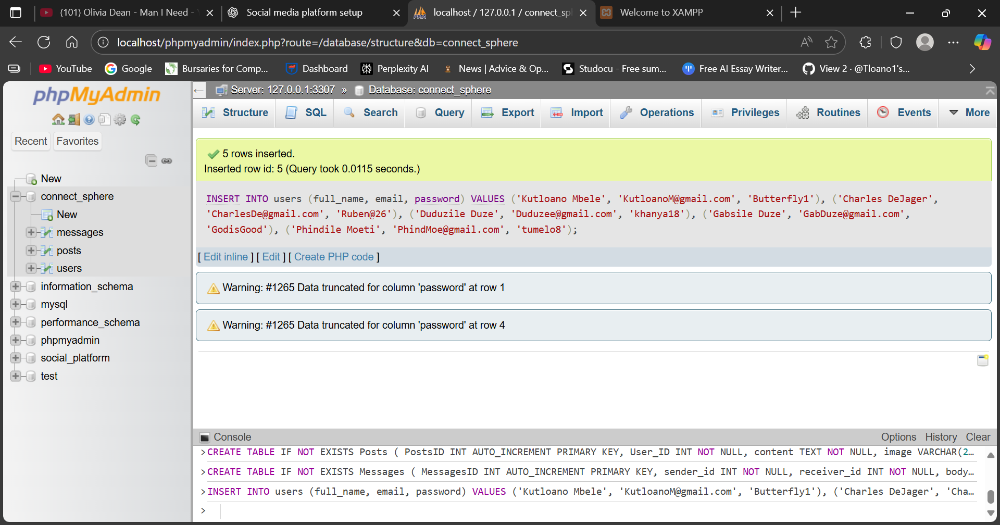 (101) Olivia Dean - Man I Need -
Social media platform setup
localhost / 127.0.0.1 / connect_sp
Welcome to XAMPP
localhost/phpmyadmin/index.php?route=/database/structure&db=connect_sphere
YouTube
Google
Bursaries for Comp...
Dashboard
Perplexity AI
News | Advice & Op...
Studocu - Free sum...
Free AI Essay Writer...
View 2 · @Tloano1's...
phpMyAdmin
Recent
Favorites
New
connect_sphere
New
messages
posts
users
information_schema
mysql
performance_schema
phpmyadmin
social_platform
test
Server: 127.0.0.1:3307 » Database: connect_sphere
Structure
SQL
Search
Query
Export
Import
Operations
Privileges
Routines
Events
More
5 rows inserted.
Inserted row id: 5 (Query took 0.0115 seconds.)
INSERT INTO users (full_name, email, password) VALUES ('Kutloano Mbele', 'KutloanoM@gmail.com', 'Butterfly1'), ('Charles DeJager',
'CharlesDe@gmail.com', 'Ruben@26'), ('Duduzile Duze', 'Duduzee@gmail.com', 'khanya18'), ('Gabsile Duze', 'GabDuze@gmail.com',
'GodisGood'), ('Phindile Moeti', 'PhindMoe@gmail.com', 'tumelo8');
[ Edit inline ] [ Edit ] [ Create PHP code ]
Warning: #1265 Data truncated for column 'password' at row 1
Warning: #1265 Data truncated for column 'password' at row 4
Console
Options
History
Clear
>CREATE TABLE IF NOT EXISTS Posts ( PostsID INT AUTO_INCREMENT PRIMARY KEY, User_ID INT NOT NULL, content TEXT NOT NULL, image VARCHAR(2...
>CREATE TABLE IF NOT EXISTS Messages ( MessagesID INT AUTO_INCREMENT PRIMARY KEY, sender_id INT NOT NULL, receiver_id INT NOT NULL, body...
>INSERT INTO users (full_name, email, password) VALUES ('Kutloano Mbele', 'KutloanoM@gmail.com', 'Butterfly1'), ('Charles DeJager', 'Cha...
>